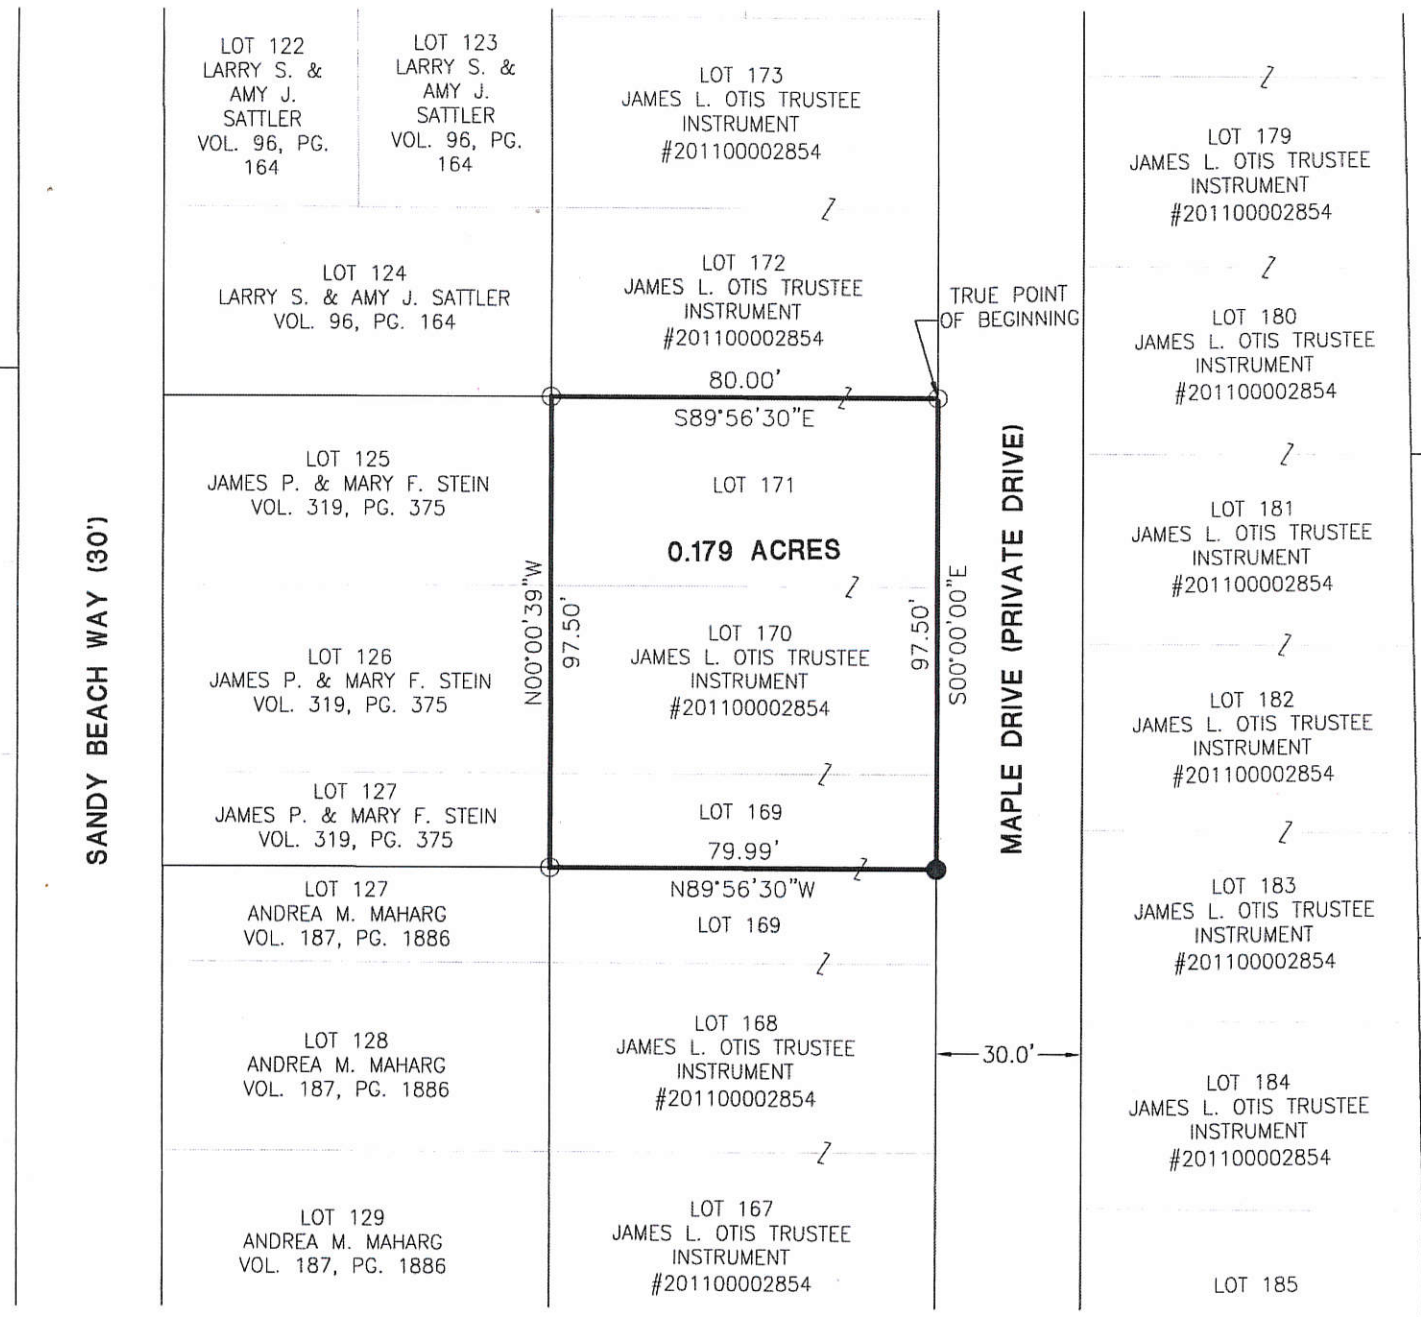 LOT 122
LARRY S. &
AMY J.
SATTLER
VOL. 96, PG.
164
LOT 123
LARRY S. &
AMY J.
SATTLER
VOL. 96, PG.
164
LOT 173
JAMES L. OTIS TRUSTEE
INSTRUMENT
#201100002854
LOT 179
JAMES L. OTIS TRUSTEE
INSTRUMENT
#201100002854
LOT 124
LARRY S. & AMY J. SATTLER
VOL. 96, PG. 164
LOT 172
JAMES L. OTIS TRUSTEE
INSTRUMENT
#201100002854
TRUE POINT
OF BEGINNING
LOT 180
JAMES L. OTIS TRUSTEE
INSTRUMENT
#201100002854
80.00'
S89°56'30"E
LOT 125
JAMES P. & MARY F. STEIN
VOL. 319, PG. 375
LOT 171
0.179 ACRES
LOT 181
JAMES L. OTIS TRUSTEE
INSTRUMENT
#201100002854
SANDY BEACH WAY (30')
N00°00'39"W
97.50'
97.50'
S00°00'00"E
MAPLE DRIVE (PRIVATE DRIVE)
LOT 126
JAMES P. & MARY F. STEIN
VOL. 319, PG. 375
LOT 170
JAMES L. OTIS TRUSTEE
INSTRUMENT
#201100002854
LOT 182
JAMES L. OTIS TRUSTEE
INSTRUMENT
#201100002854
LOT 127
JAMES P. & MARY F. STEIN
VOL. 319, PG. 375
LOT 169
79.99'
N89°56'30"W
LOT 127
ANDREA M. MAHARG
VOL. 187, PG. 1886
LOT 169
LOT 183
JAMES L. OTIS TRUSTEE
INSTRUMENT
#201100002854
LOT 128
ANDREA M. MAHARG
VOL. 187, PG. 1886
LOT 168
JAMES L. OTIS TRUSTEE
INSTRUMENT
#201100002854
30.0'
LOT 184
JAMES L. OTIS TRUSTEE
INSTRUMENT
#201100002854
LOT 129
ANDREA M. MAHARG
VOL. 187, PG. 1886
LOT 167
JAMES L. OTIS TRUSTEE
INSTRUMENT
#201100002854
LOT 185